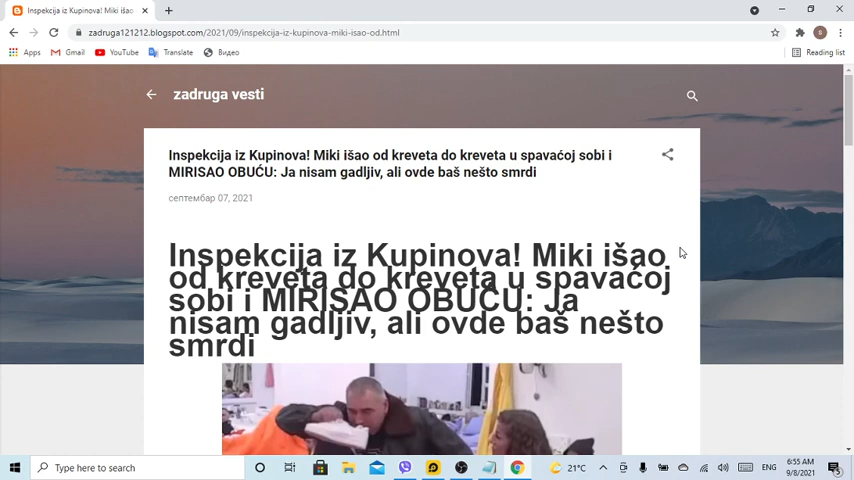 Inspekcija iz Kupinova! Miki išao
zadruga121212.blogspot.com/2021/09/inspekcija-iz-kupinova-miki-isao-od.html
Apps Gmail YouTube Translate Видео Reading list
zadruga vesti
Inspekcija iz Kupinova! Miki išao od kreveta do kreveta u spavaćoj sobi i
MIRISAO OBUĆU: Ja nisam gadljiv, ali ovde baš nešto smrdi
септембар 07, 2021
Inspekcija iz Kupinova! Miki išao
od kreveta do kreveta u spavaćoj
sobi i MIRISAO OBUĆU: Ja
nisam gadljiv, ali ovde baš nešto
smrdi
Type here to search
21°C
ENG
6:55 AM
9/8/2021